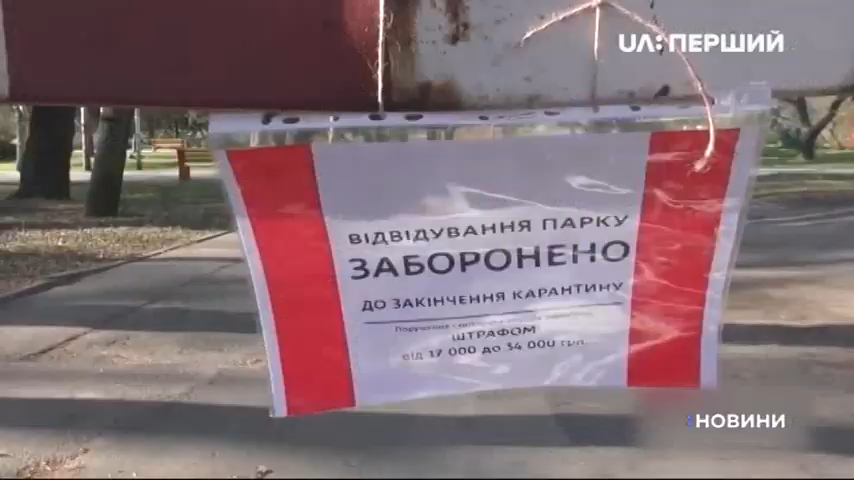 UA: ПЕРШИЙ
ВІДВІДУВАННЯ ПАРКУ
ЗАБОРОНЕНО
ДО ЗАКІНЧЕННЯ КАРАНТИНУ
ШТРАФОМ
ВІД 17 000 до 34 000 грн.
НОВИНИ